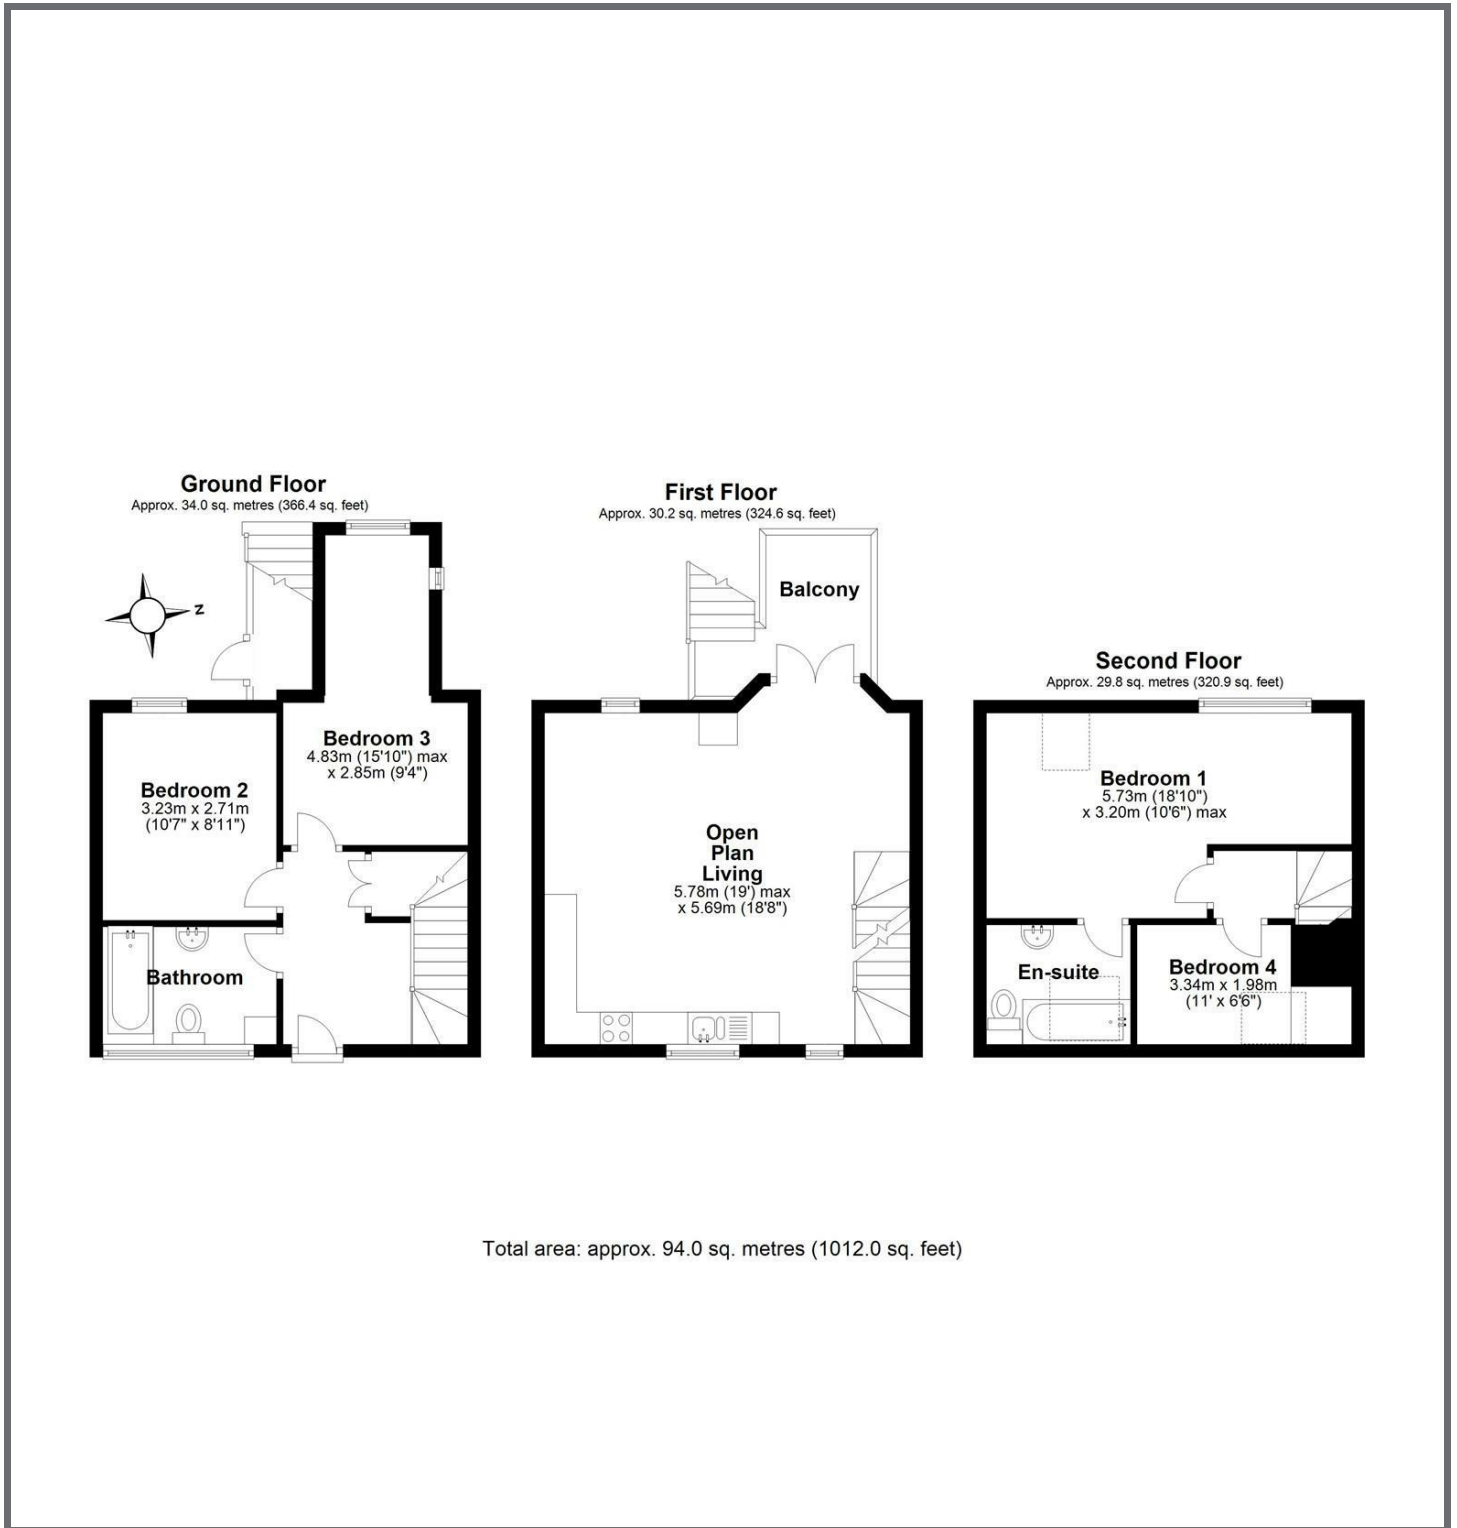 Ground Floor
Approx. 34.0 sq. metres (366.4 sq. feet)
N
Bedroom 3
4.83m (15'10") max
x 2.85m (9'4")
Bedroom 2
3.23m x 2.71m
(10'7" x 8'11")
Bathroom
First Floor
Approx. 30.2 sq. metres (324.6 sq. feet)
Balcony
Open
Plan
Living
5.78m (19') max
x 5.69m (18'8")
Second Floor
Approx. 29.8 sq. metres (320.9 sq. feet)
Bedroom 1
5.73m (18'10")
x 3.20m (10'6") max
En-suite
Bedroom 4
3.34m x 1.98m
(11' x 6'6")
Total area: approx. 94.0 sq. metres (1012.0 sq. feet)